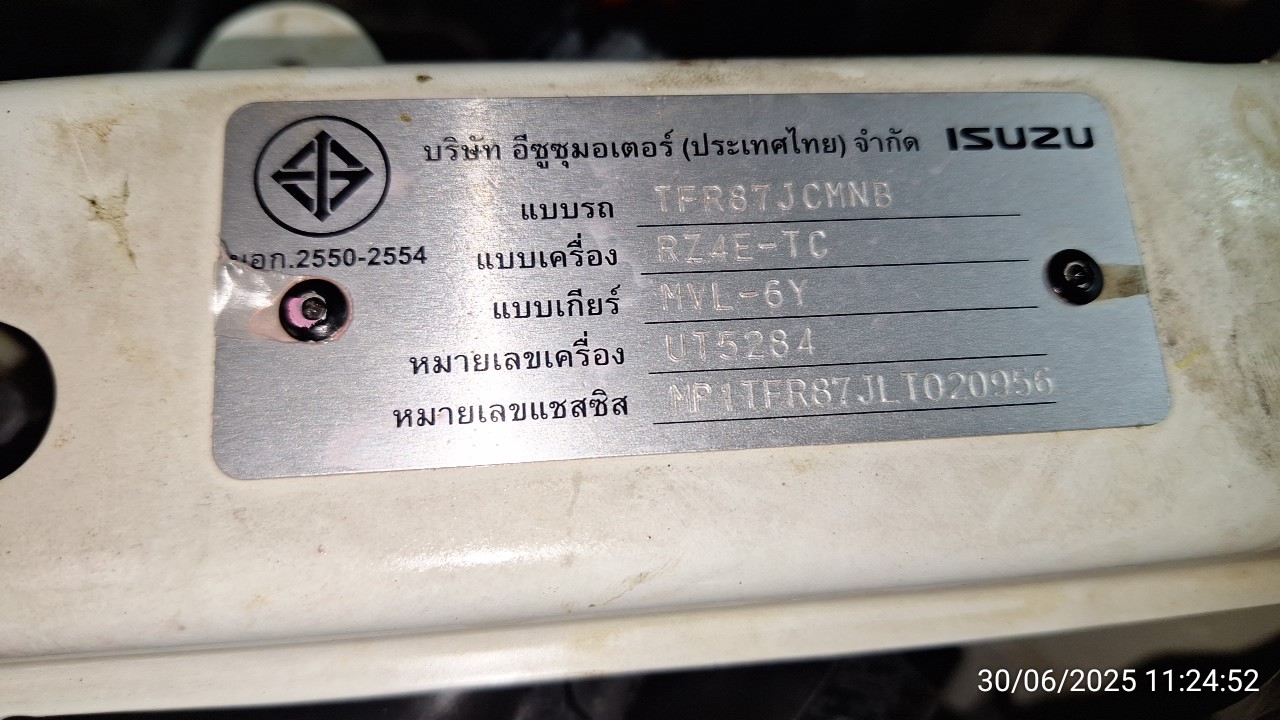 บริษัท อีซูซุมอเตอร์ (ประเทศไทย) จำกัด ISUZU
แบบรถ TFR87JCMNB
มอก.2550-2554
แบบเครื่อง RZ4E-TC
แบบเกียร์ MVL-6Y
หมายเลขเครื่อง UT5284
หมายเลขแชสซิส MP1TFR87JLT020956
30/06/2025 11:24:52